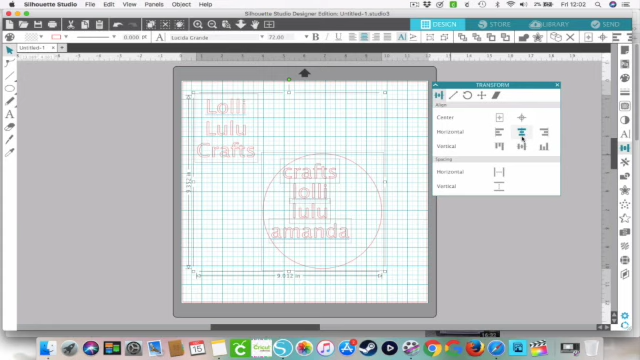 Silhouette Studio File Edit View Panels Object Help Fri 12:02
Silhouette Studio® Designer Edition: Untitled-1.studio3
DESIGN STORE LIBRARY SEND
0.000 Lucida Grande 72.00
Untitled-1
Lolli
Lulu
Crafts
crafts
lolli
lulu
amanda
TRANSFORM
Align
Center
Horizontal
Vertical
Spacing
Horizontal
Vertical
15
cricut